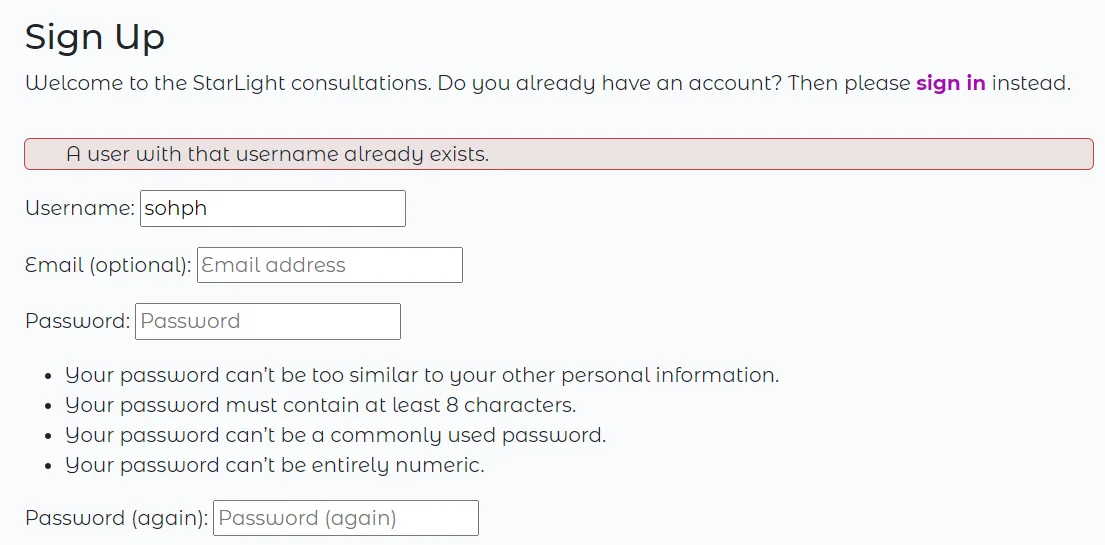 Sign Up
Welcome to the StarLight consultations. Do you already have an account? Then please sign in instead.
A user with that username already exists.
Username: sohph
Email (optional): Email address
Password: Password
• Your password can’t be too similar to your other personal information.
• Your password must contain at least 8 characters.
• Your password can’t be a commonly used password.
• Your password can’t be entirely numeric.
Password (again): Password (again)